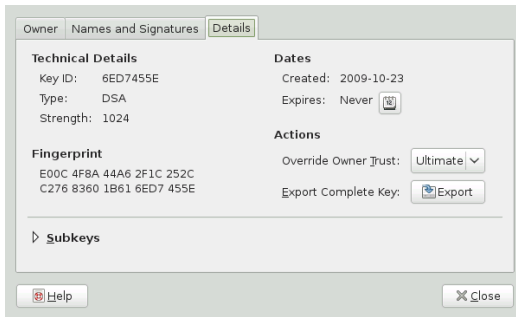 Owner Names and Signatures Details
Technical Details
Key ID: 6ED7455E
Type: DSA
Strength: 1024
Fingerprint
E00C 4F8A 44A6 2F1C 252C
C276 8360 1B61 6ED7 455E
Dates
Created: 2009-10-23
Expires: Never 12
Actions
Override Owner Trust: Ultimate
Export Complete Key: Export
Subkeys
Help
Close